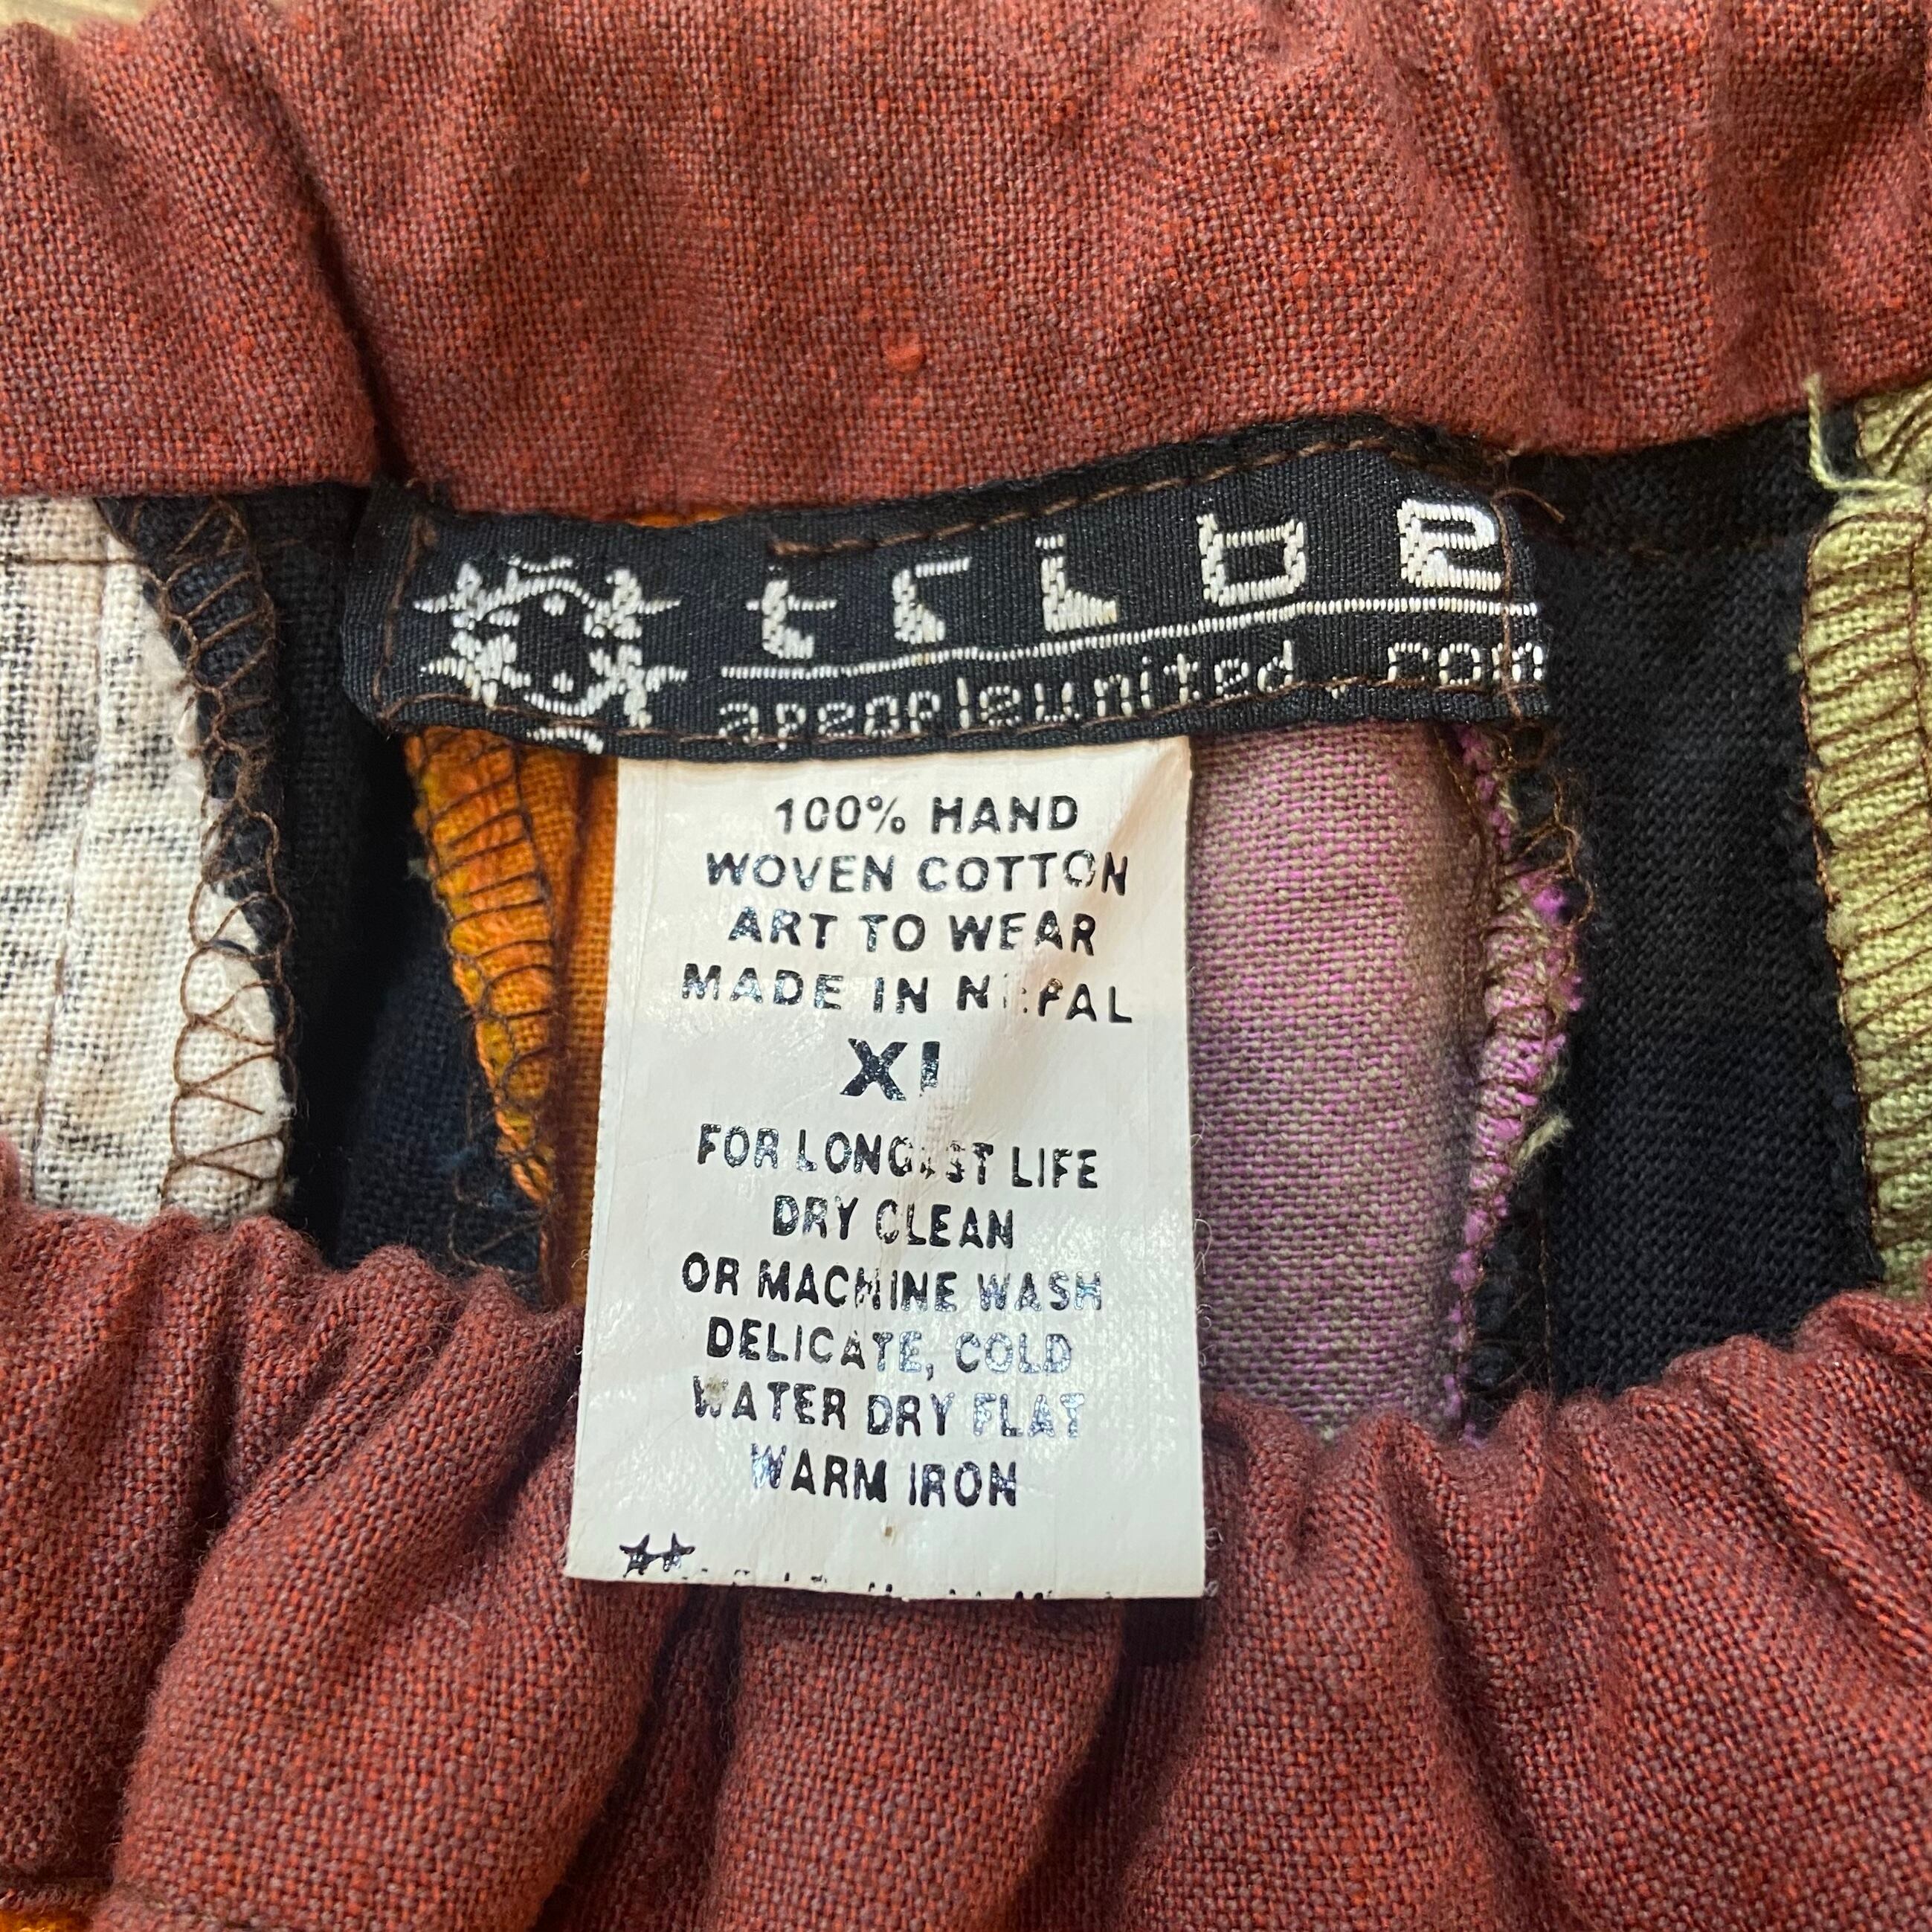 tribe
apeopleunited.com
100% HAND
WOVEN COTTON
ART TO WEAR
MADE IN NEPAL
XL
FOR LONGEST LIFE
DRY CLEAN
OR MACHINE WASH
DELICATE, COLD
WATER DRY FLAT
WARM IRON